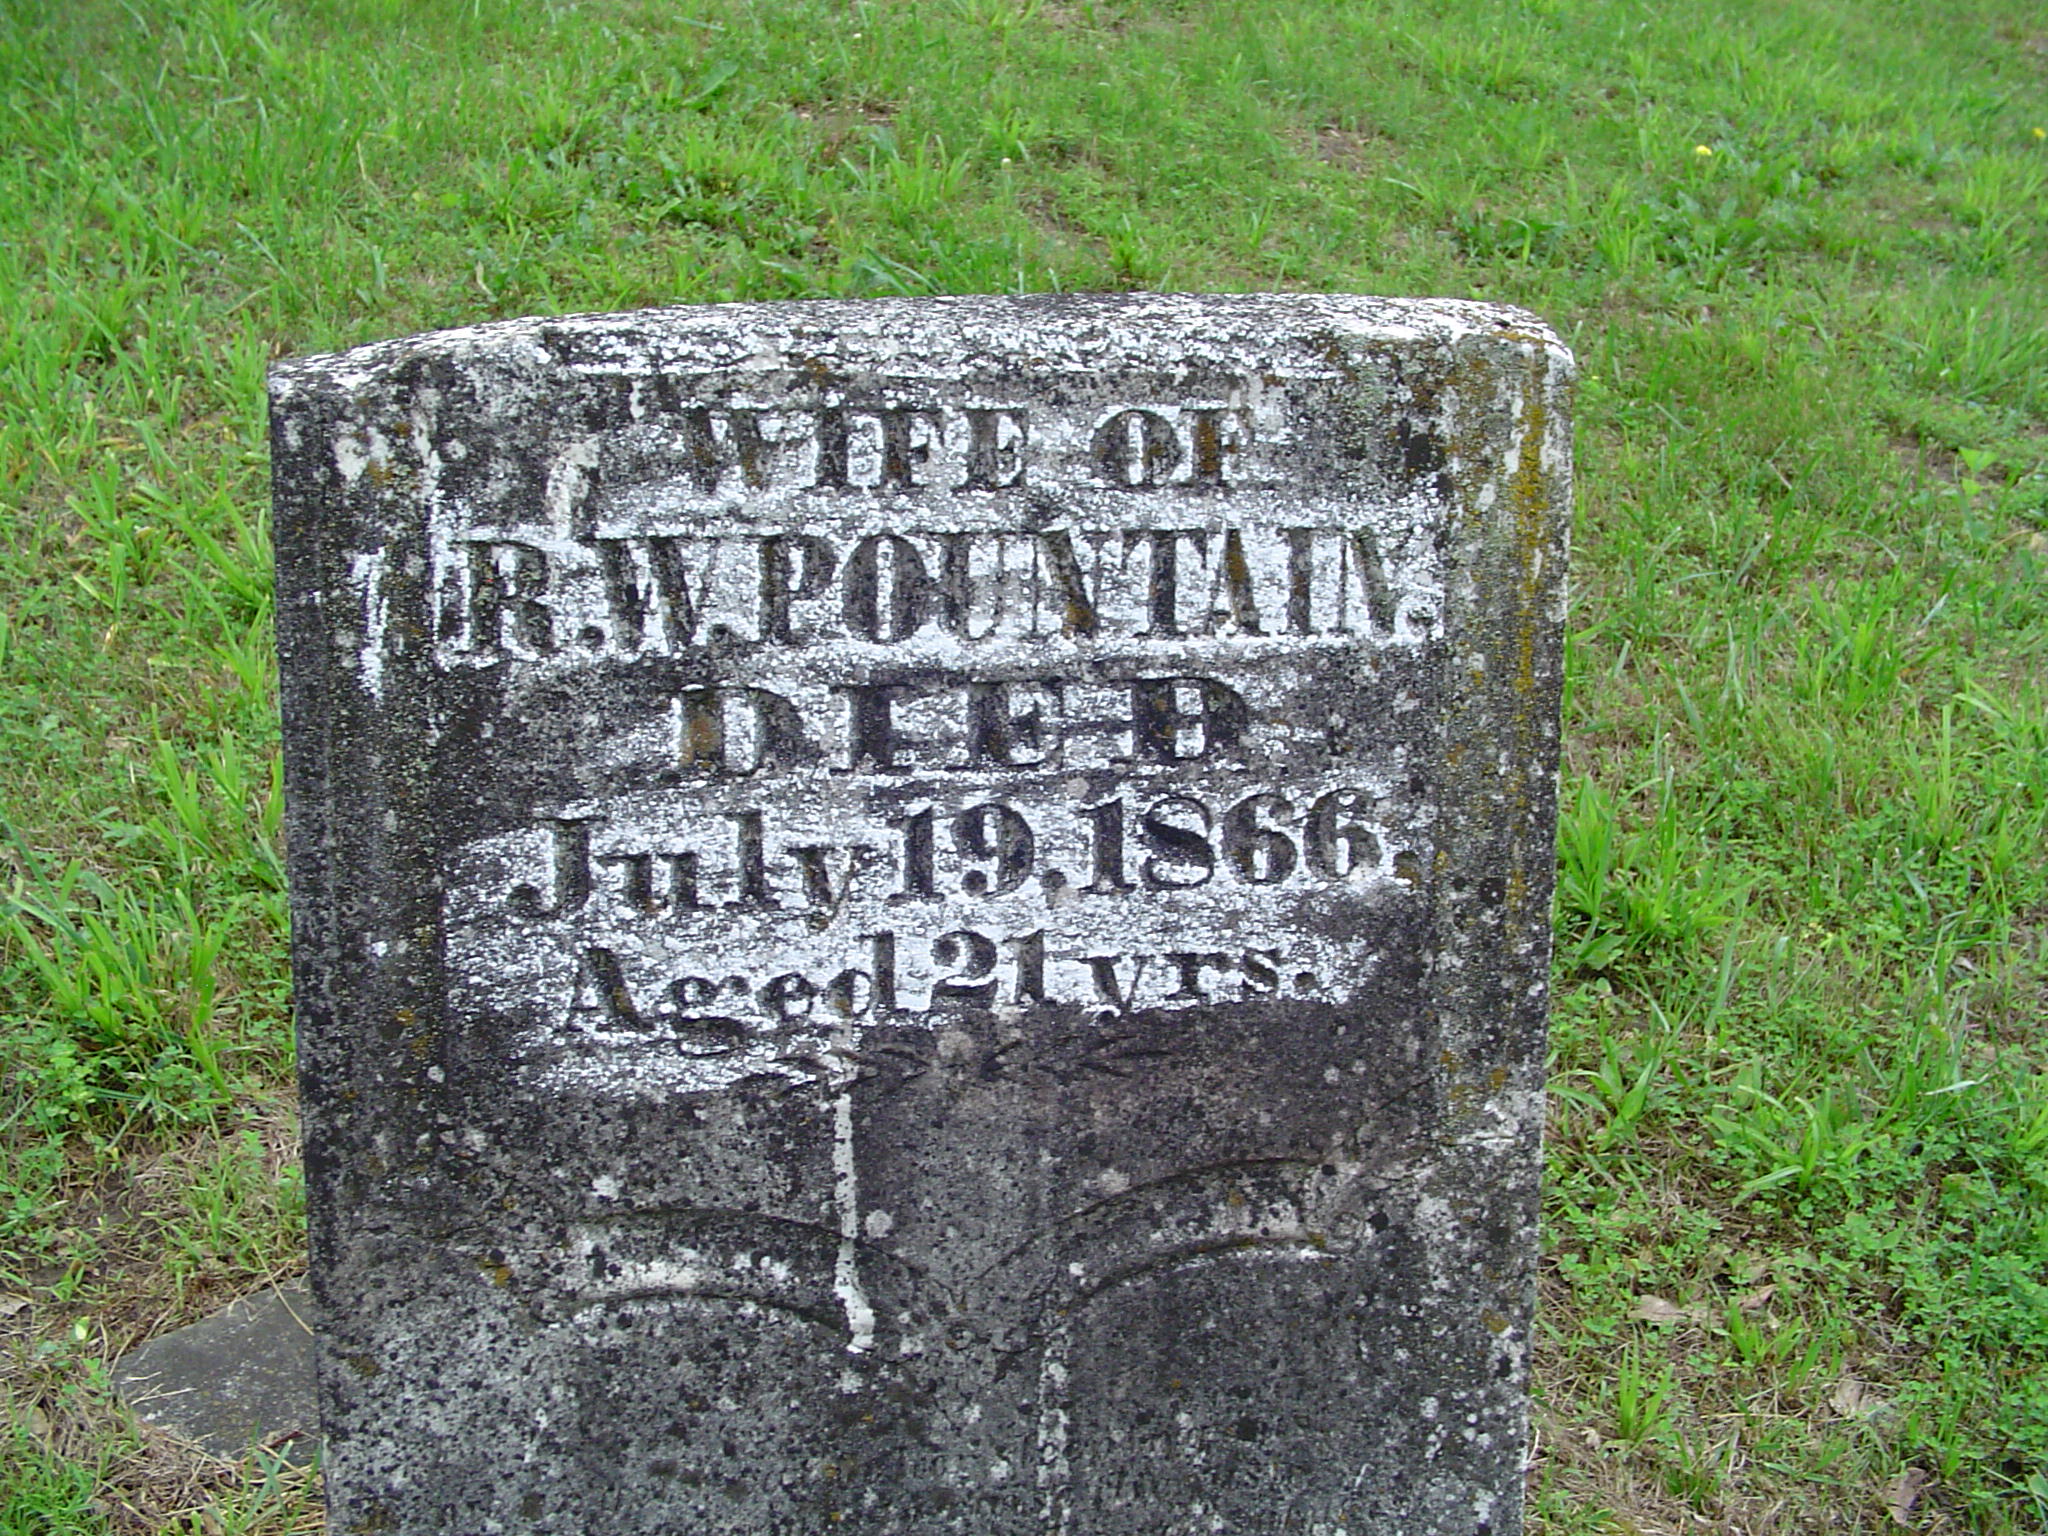 WIFE OF
R.W.POUNTAIN.
DIED
July 19, 1866.
Aged 21 yrs.